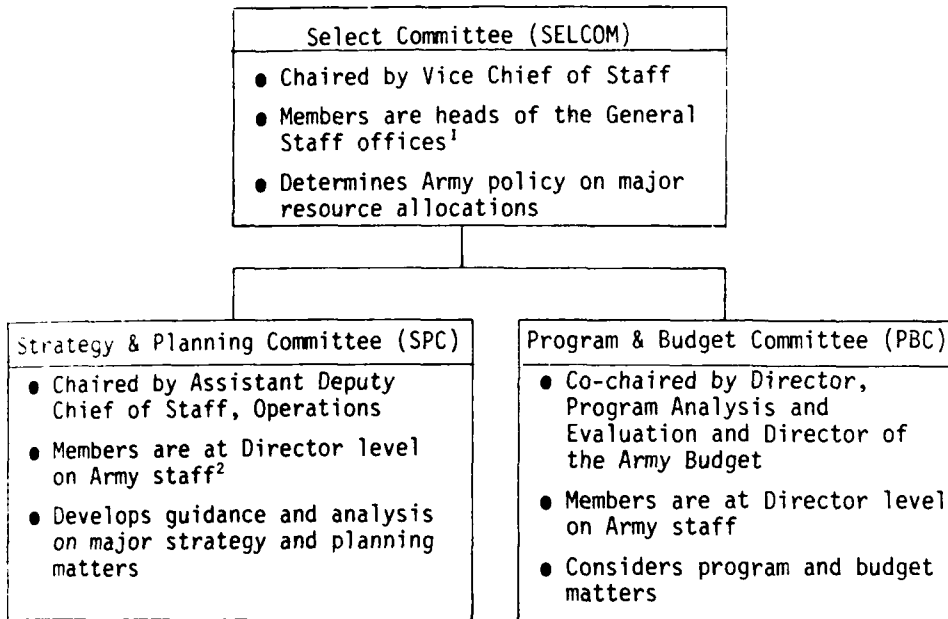 Select Committee (SELCOM)
● Chaired by Vice Chief of Staff
● Members are heads of the General
Staff offices¹
● Determines Army policy on major
resource allocations
Strategy & Planning Committee (SPC)
● Chaired by Assistant Deputy
Chief of Staff, Operations
● Members are at Director level
on Army staff²
● Develops guidance and analysis
on major strategy and planning
matters
Program & Budget Committee (PBC)
● Co-chaired by Director,
Program Analysis and
Evaluation and Director of
the Army Budget
● Members are at Director level
on Army staff
● Considers program and budget
matters